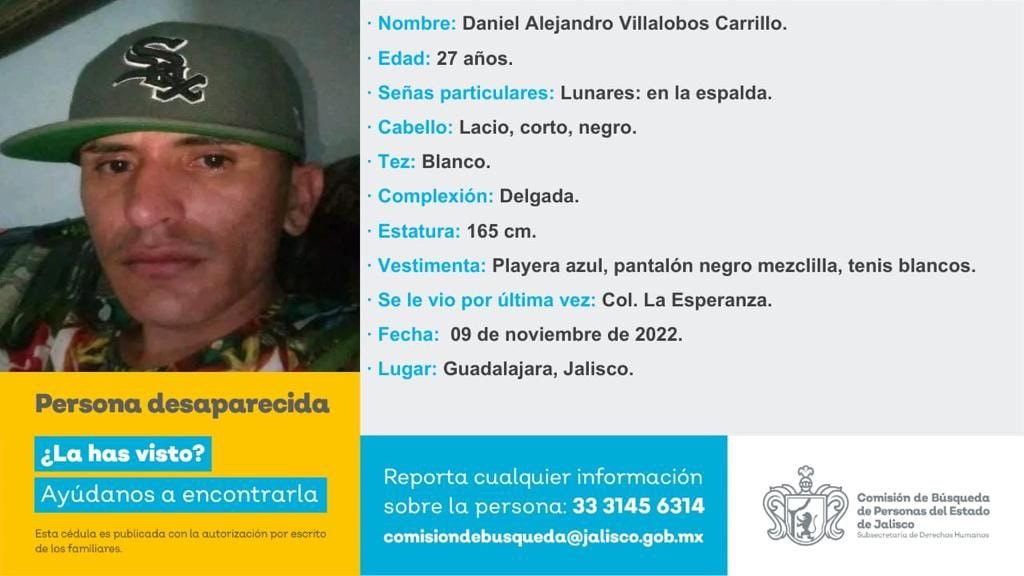 SOX
· Nombre: Daniel Alejandro Villalobos Carrillo.
· Edad: 27 años.
· Señas particulares: Lunares: en la espalda.
· Cabello: Lacio, corto, negro.
· Tez: Blanco.
· Complexión: Delgada.
· Estatura: 165 cm.
· Vestimenta: Playera azul, pantalón negro mezclilla, tenis blancos.
· Se le vio por última vez: Col. La Esperanza.
· Fecha: 09 de noviembre de 2022.
· Lugar: Guadalajara, Jalisco.
Persona desaparecida
¿La has visto?
Ayúdanos a encontrarla
Esta cédula es publicada con la autorización por escrito
de los familiares.
Reporta cualquier información
sobre la persona: 33 3145 6314
comisiondebusqueda@jalisco.gob.mx
Comisión de Búsqueda
de Personas del Estado
de Jalisco
Subsecretaría de Derechos Humanos